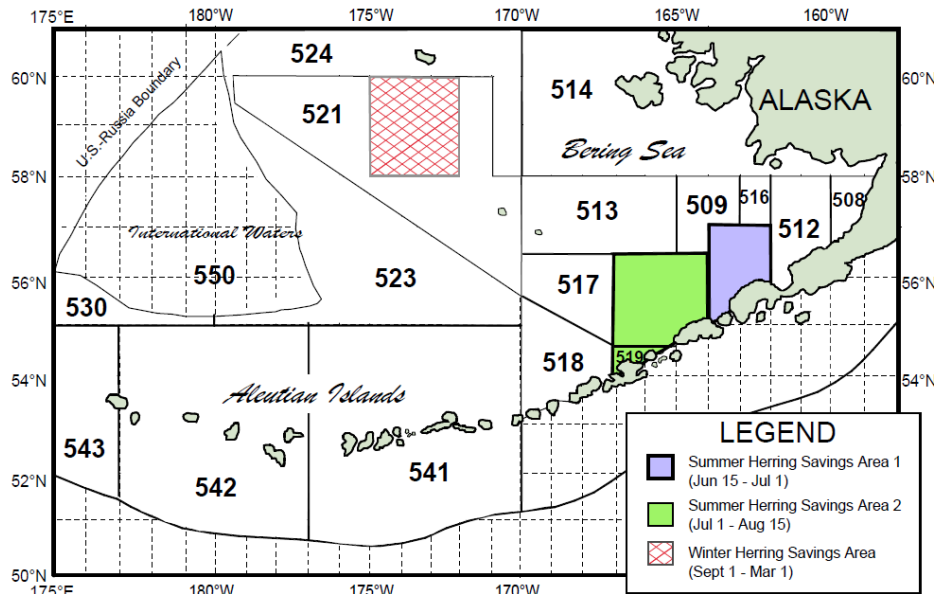 175°E 180°W 175°W 170°W 165°W 160°W
60°N 524 514 60°N
U.S.-Russia Boundary 521 ALASKA
Bering Sea
58°N 58°N
513 509 516 508
International Waters 512
56°N 550 523 517 56°N
530
519
54°N 518 54°N
Aleutian Islands
LEGEND
543 Summer Herring Savings Area 1
52°N 542 541 (Jun 15 - Jul 1)
Summer Herring Savings Area 2
(Jul 1 - Aug 15)
Winter Herring Savings Area
50°N (Sept 1 - Mar 1)
175°E 180°W 175°W 170°W